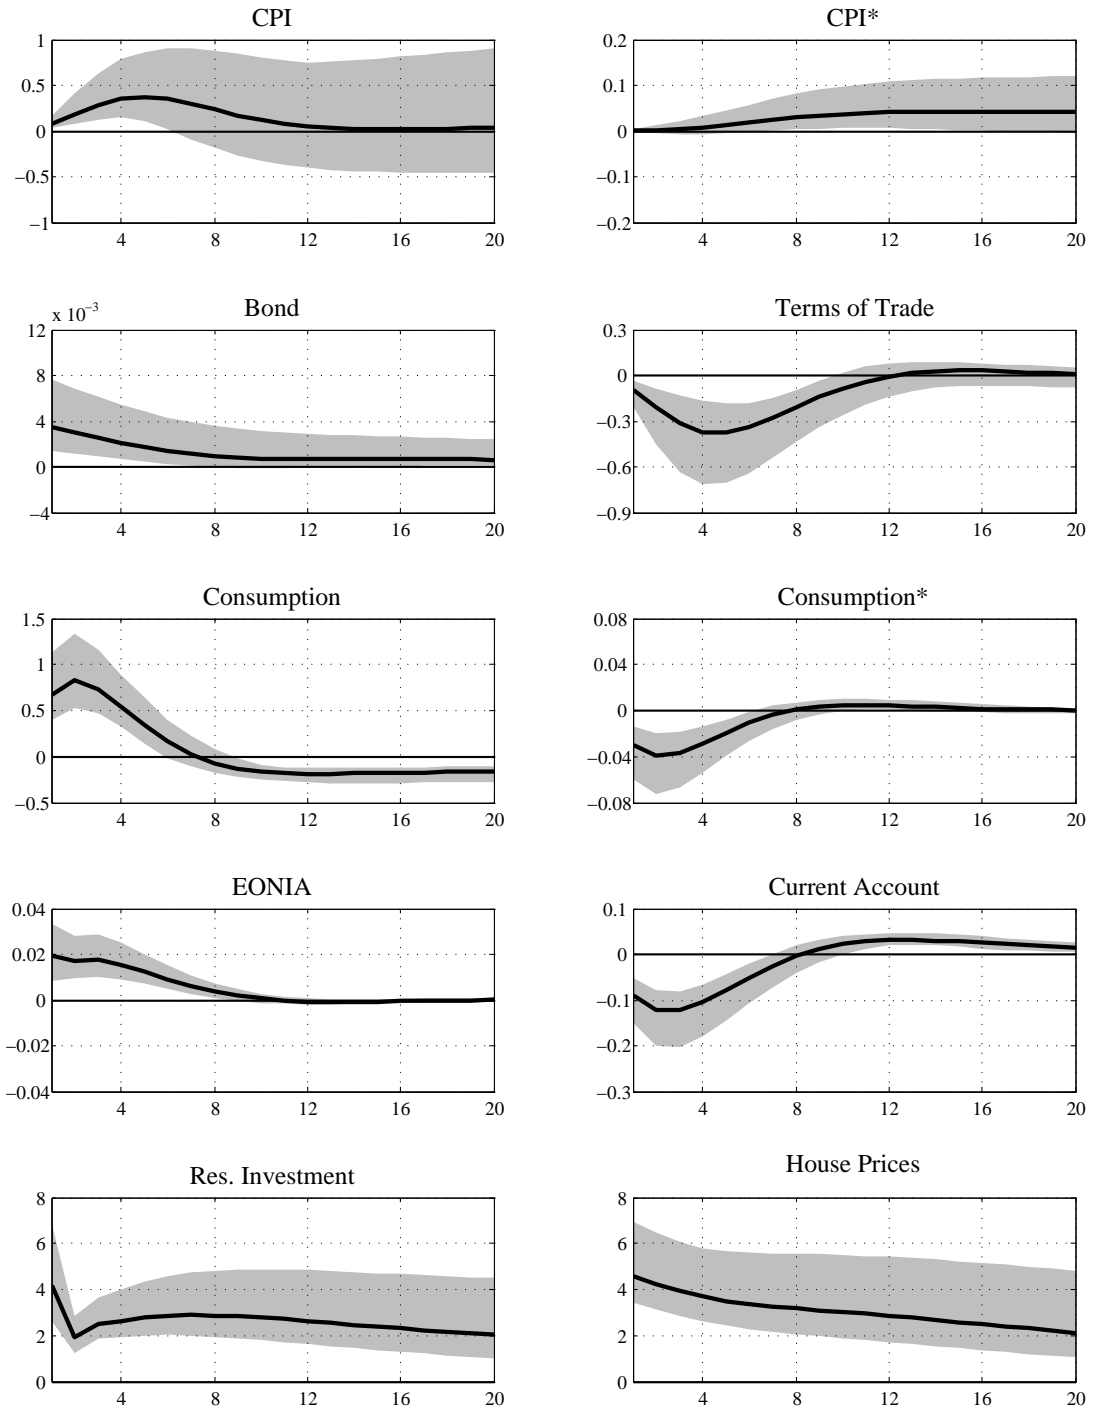 CPI
1
0.5
0
−0.5
−1
4 8 12 16 20
CPI*
0.2
0.1
0
−0.1
−0.2
4 8 12 16 20
Bond
x 10−3
12
8
4
0
−4
4 8 12 16 20
Terms of Trade
0.3
0
−0.3
−0.6
−0.9
4 8 12 16 20
Consumption
1.5
1
0.5
0
−0.5
4 8 12 16 20
Consumption*
0.08
0.04
0
−0.04
−0.08
4 8 12 16 20
EONIA
0.04
0.02
0
−0.02
−0.04
4 8 12 16 20
Current Account
0.1
0
−0.1
−0.2
−0.3
4 8 12 16 20
Res. Investment
8
6
4
2
0
4 8 12 16 20
House Prices
8
6
4
2
0
4 8 12 16 20